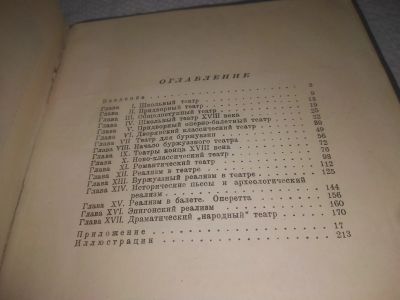 ОГЛАВЛЕНИЕ
Введение 3
Глава I. Школьный театр 9
Глава II. Придворный театр 13
Глава III. Общедоступный театр 19
Глава IV. Школьный театр XVIII века 25
Глава V. Придворный оперно-балетный театр 33
Глава VI. Дворянский классический театр 49
Глава VII. Театр для буржуазии 56
Глава VIII. Начало буржуазного театра 72
Глава IX. Театры конца XVIII века 76
Глава X. Ново-классический театр 93
Глава XI. Романтический театр 98
Глава XII. Реализм в театре 112
Глава XIII. Буржуазный реализм в театре 125
Глава XIV. Исторические пьесы и археологический
реализм 144
Глава XV. Реализм в балете. Оперетта 156
Глава XVI. Эпигонский реализм 160
Глава XVII. Драматический „народный" театр 170
Приложение 17
Иллюстрации 213